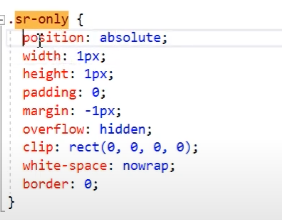 .sr-only {
position: absolute;
width: 1px;
height: 1px;
padding: 0;
margin: -1px;
overflow: hidden;
clip: rect(0, 0, 0, 0);
white-space: nowrap;
border: 0;
}